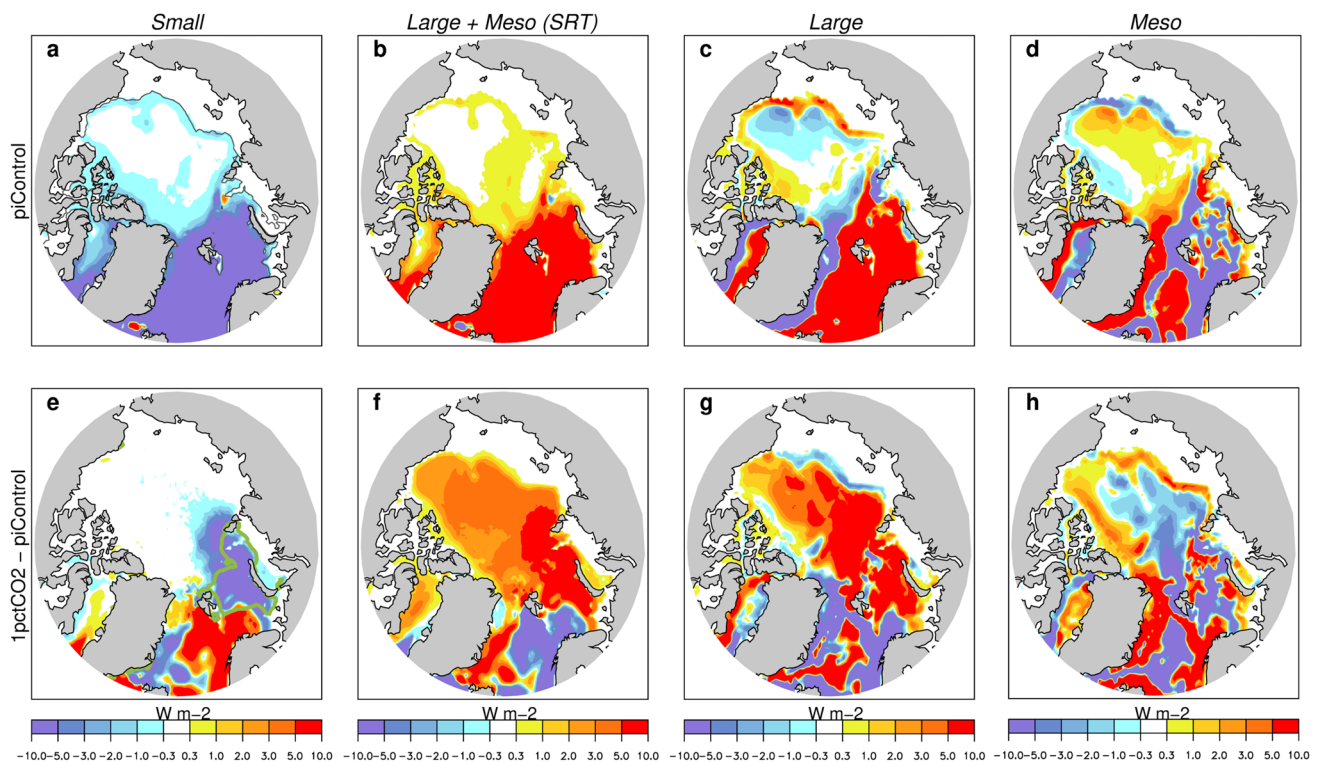 Small Large + Meso (SRT) Large Meso
piControl
a b c d
1pctCO2 − piControl
e f g h
W m−2 W m−2 W m−2 W m−2
−10.0 −5.0 −3.0 −2.0 −1.0 −0.3 0.3 1.0 2.0 3.0 5.0 10.0
−10.0 −5.0 −3.0 −2.0 −1.0 −0.3 0.3 1.0 2.0 3.0 5.0 10.0
−10.0 −5.0 −3.0 −2.0 −1.0 −0.3 0.3 1.0 2.0 3.0 5.0 10.0
−10.0 −5.0 −3.0 −2.0 −1.0 −0.3 0.3 1.0 2.0 3.0 5.0 10.0